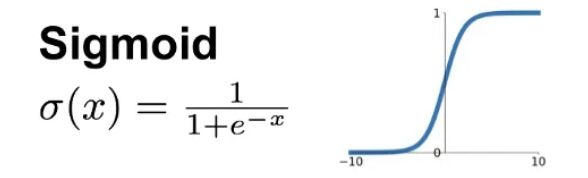 Sigmoid
σ(x) = 1 / 1+e^{-x}
1
0
-10
10